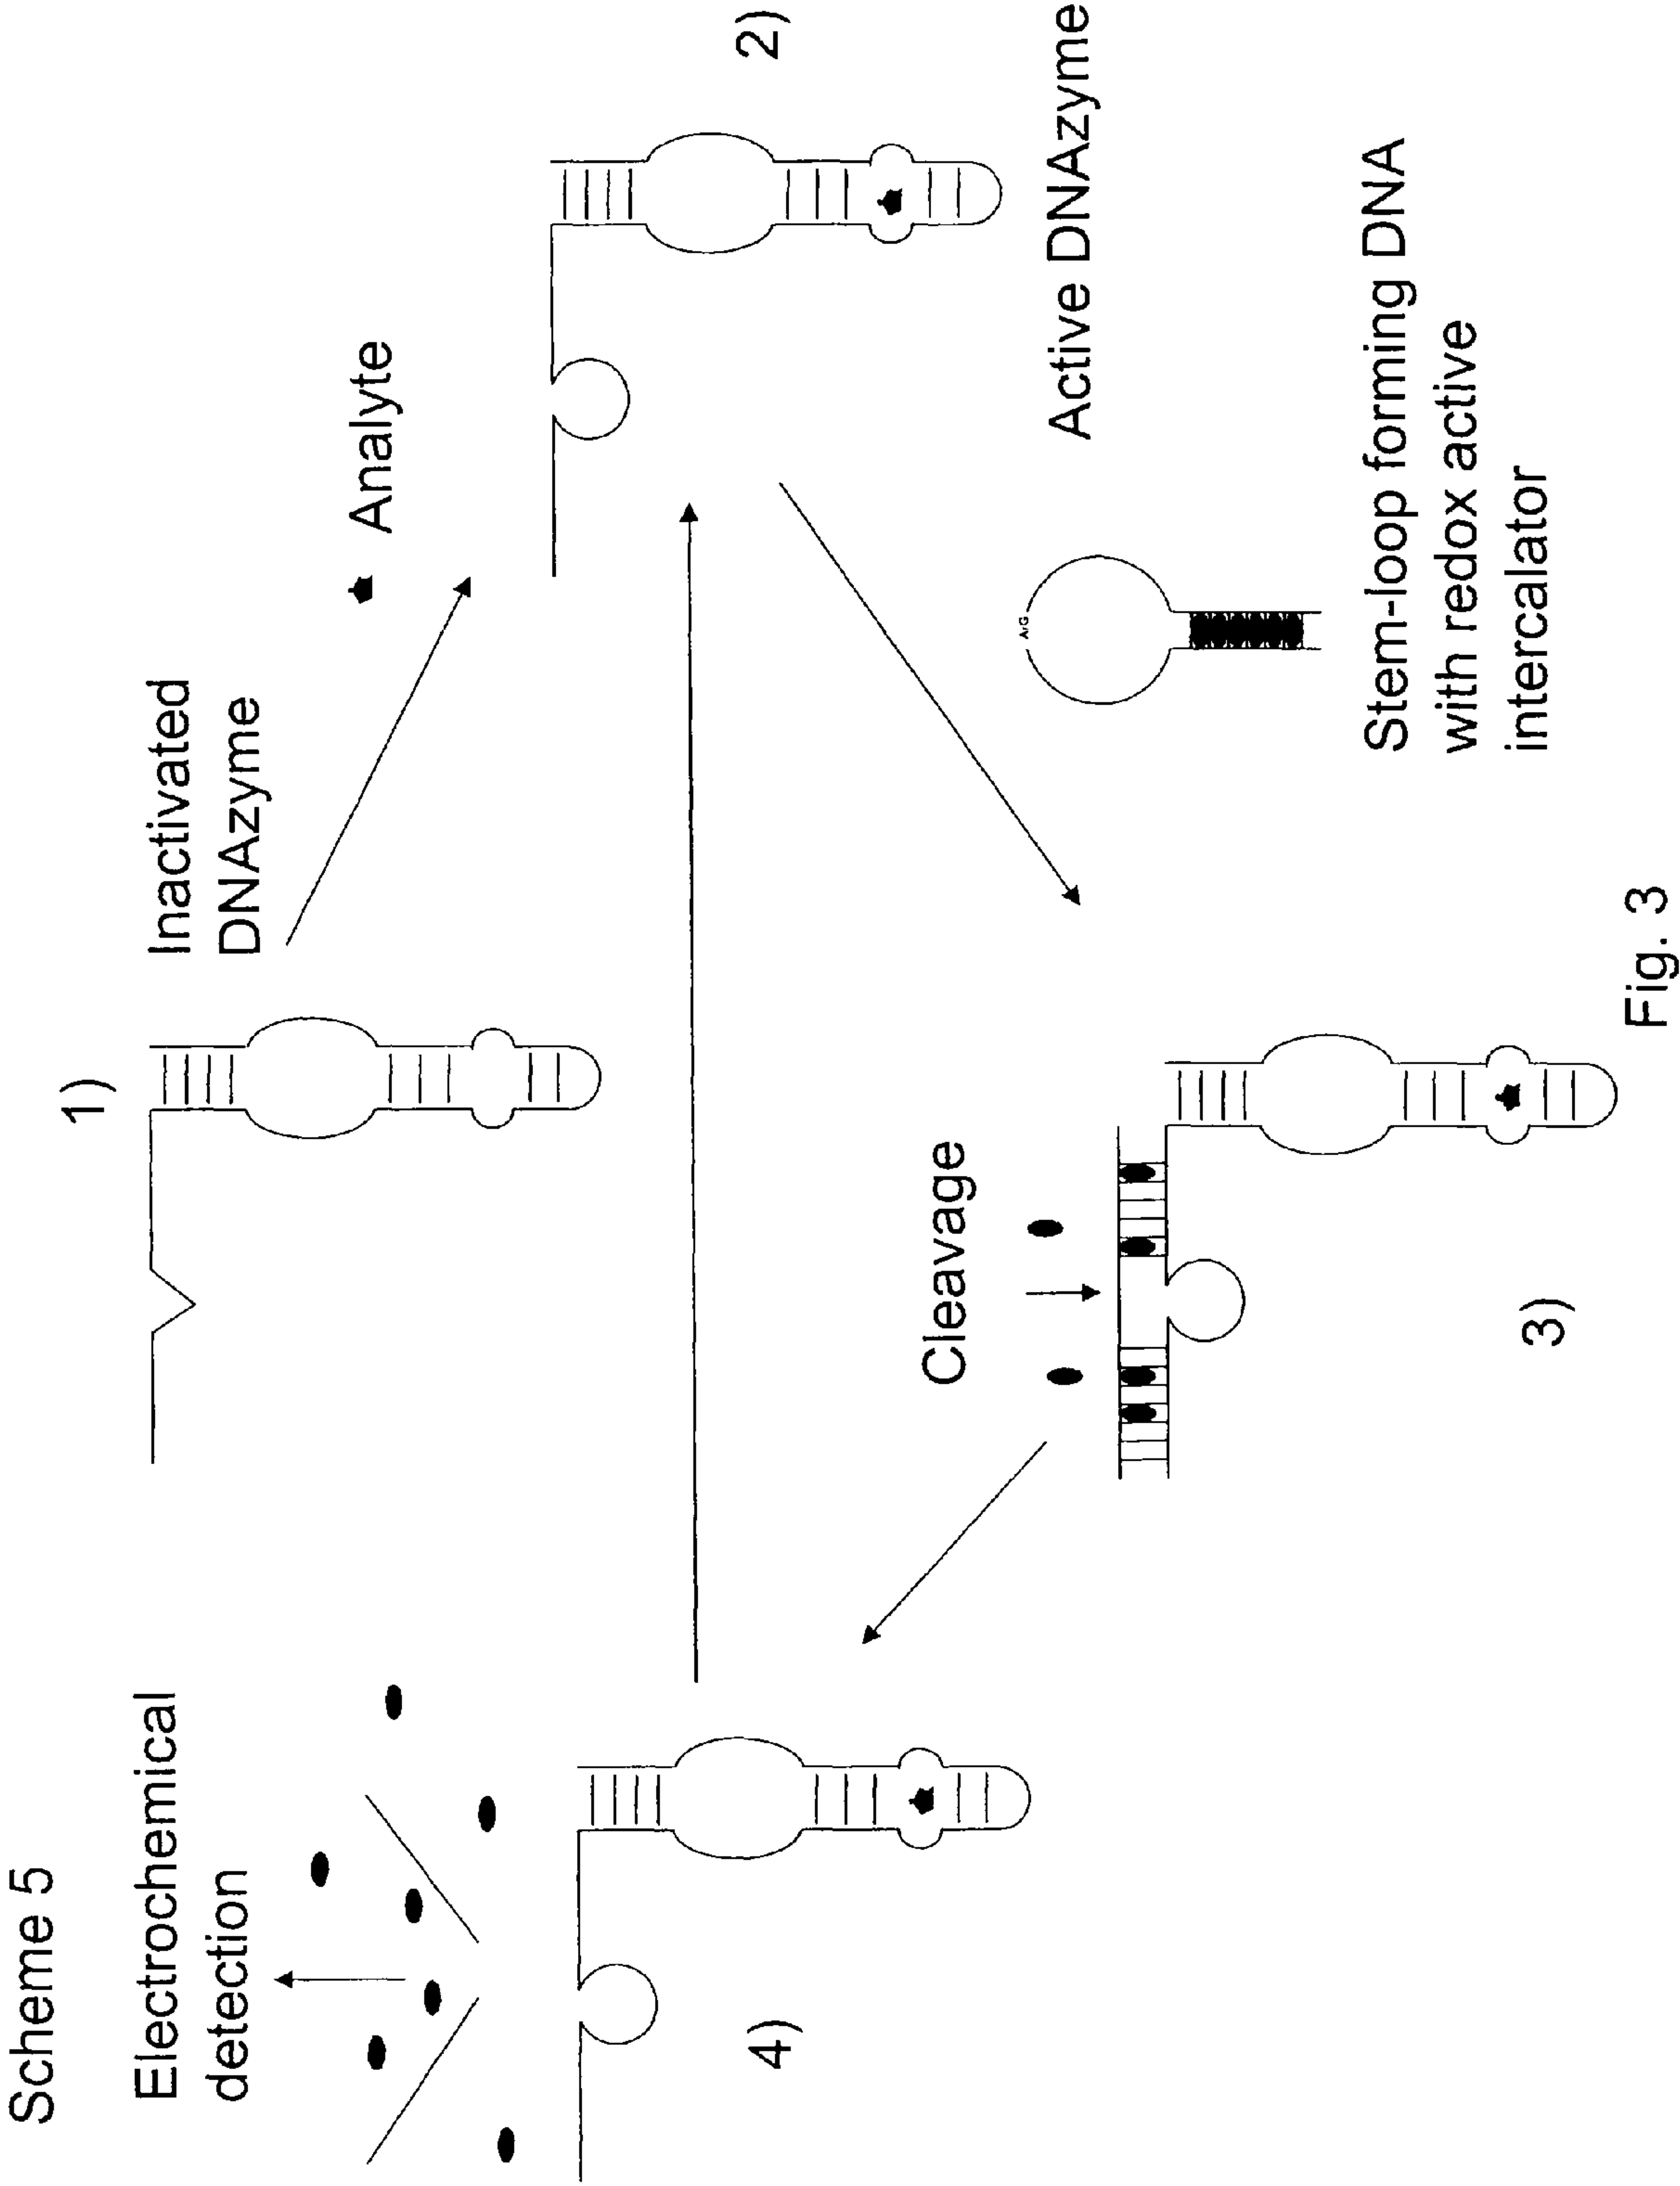 Scheme 5
Electrochemical
detection
4)
1)
Inactivated
DNAzyme
Analyte
2)
Active DNAzyme
Cleavage
3)
A/G
Stem-loop forming DNA
with redox active
intercalator
Fig. 3